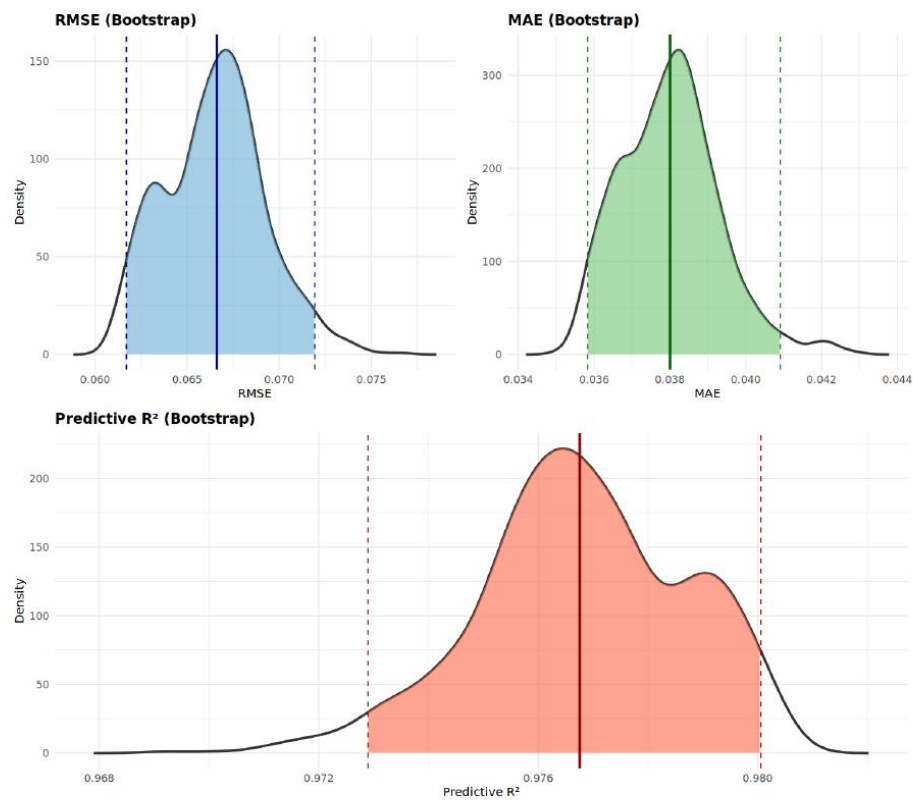 RMSE (Bootstrap)
150
100
50
0
Density
0.060 0.065 0.070 0.075
RMSE
MAE (Bootstrap)
300
200
100
0
Density
0.034 0.036 0.038 0.040 0.042 0.044
MAE
Predictive R² (Bootstrap)
200
150
100
50
0
Density
0.968 0.972 0.976 0.980
Predictive R²